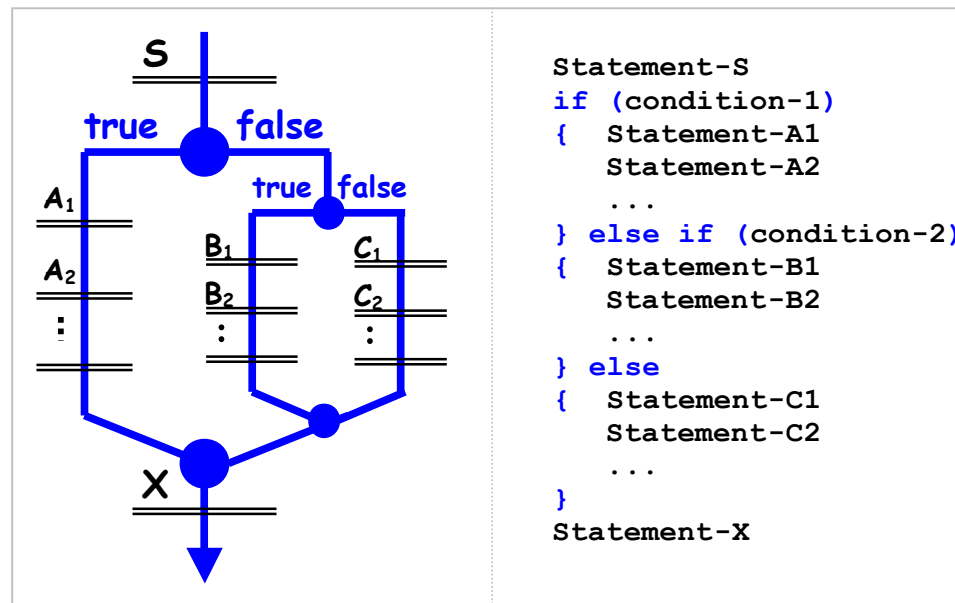 S
true false
true false
A₁
B₁ C₁
A₂
B₂ C₂
⋮ : :
X
Statement-S
if (condition-1)
{ Statement-A1
Statement-A2
...
} else if (condition-2)
{ Statement-B1
Statement-B2
...
} else
{ Statement-C1
Statement-C2
...
}
Statement-X